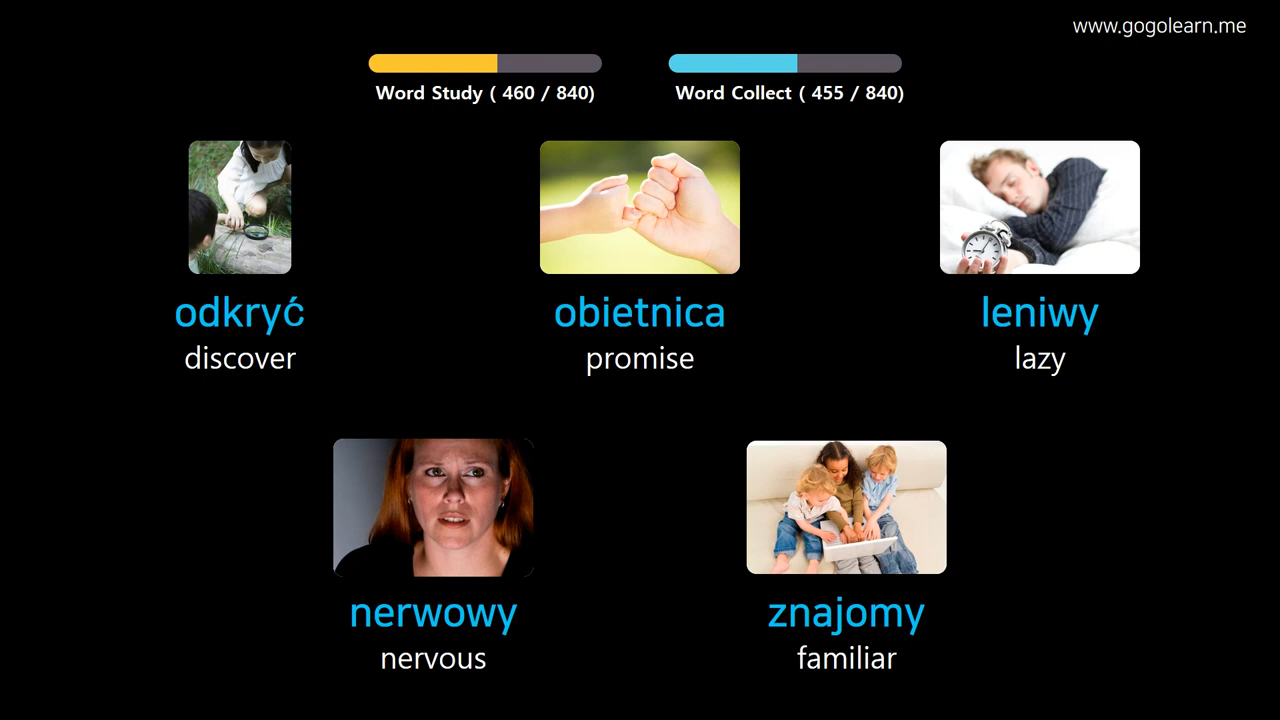 www.gogolearn.me
Word Study ( 460 / 840)
Word Collect ( 455 / 840)
odkryć
discover
obietnica
promise
leniwy
lazy
nerwowy
nervous
znajomy
familiar